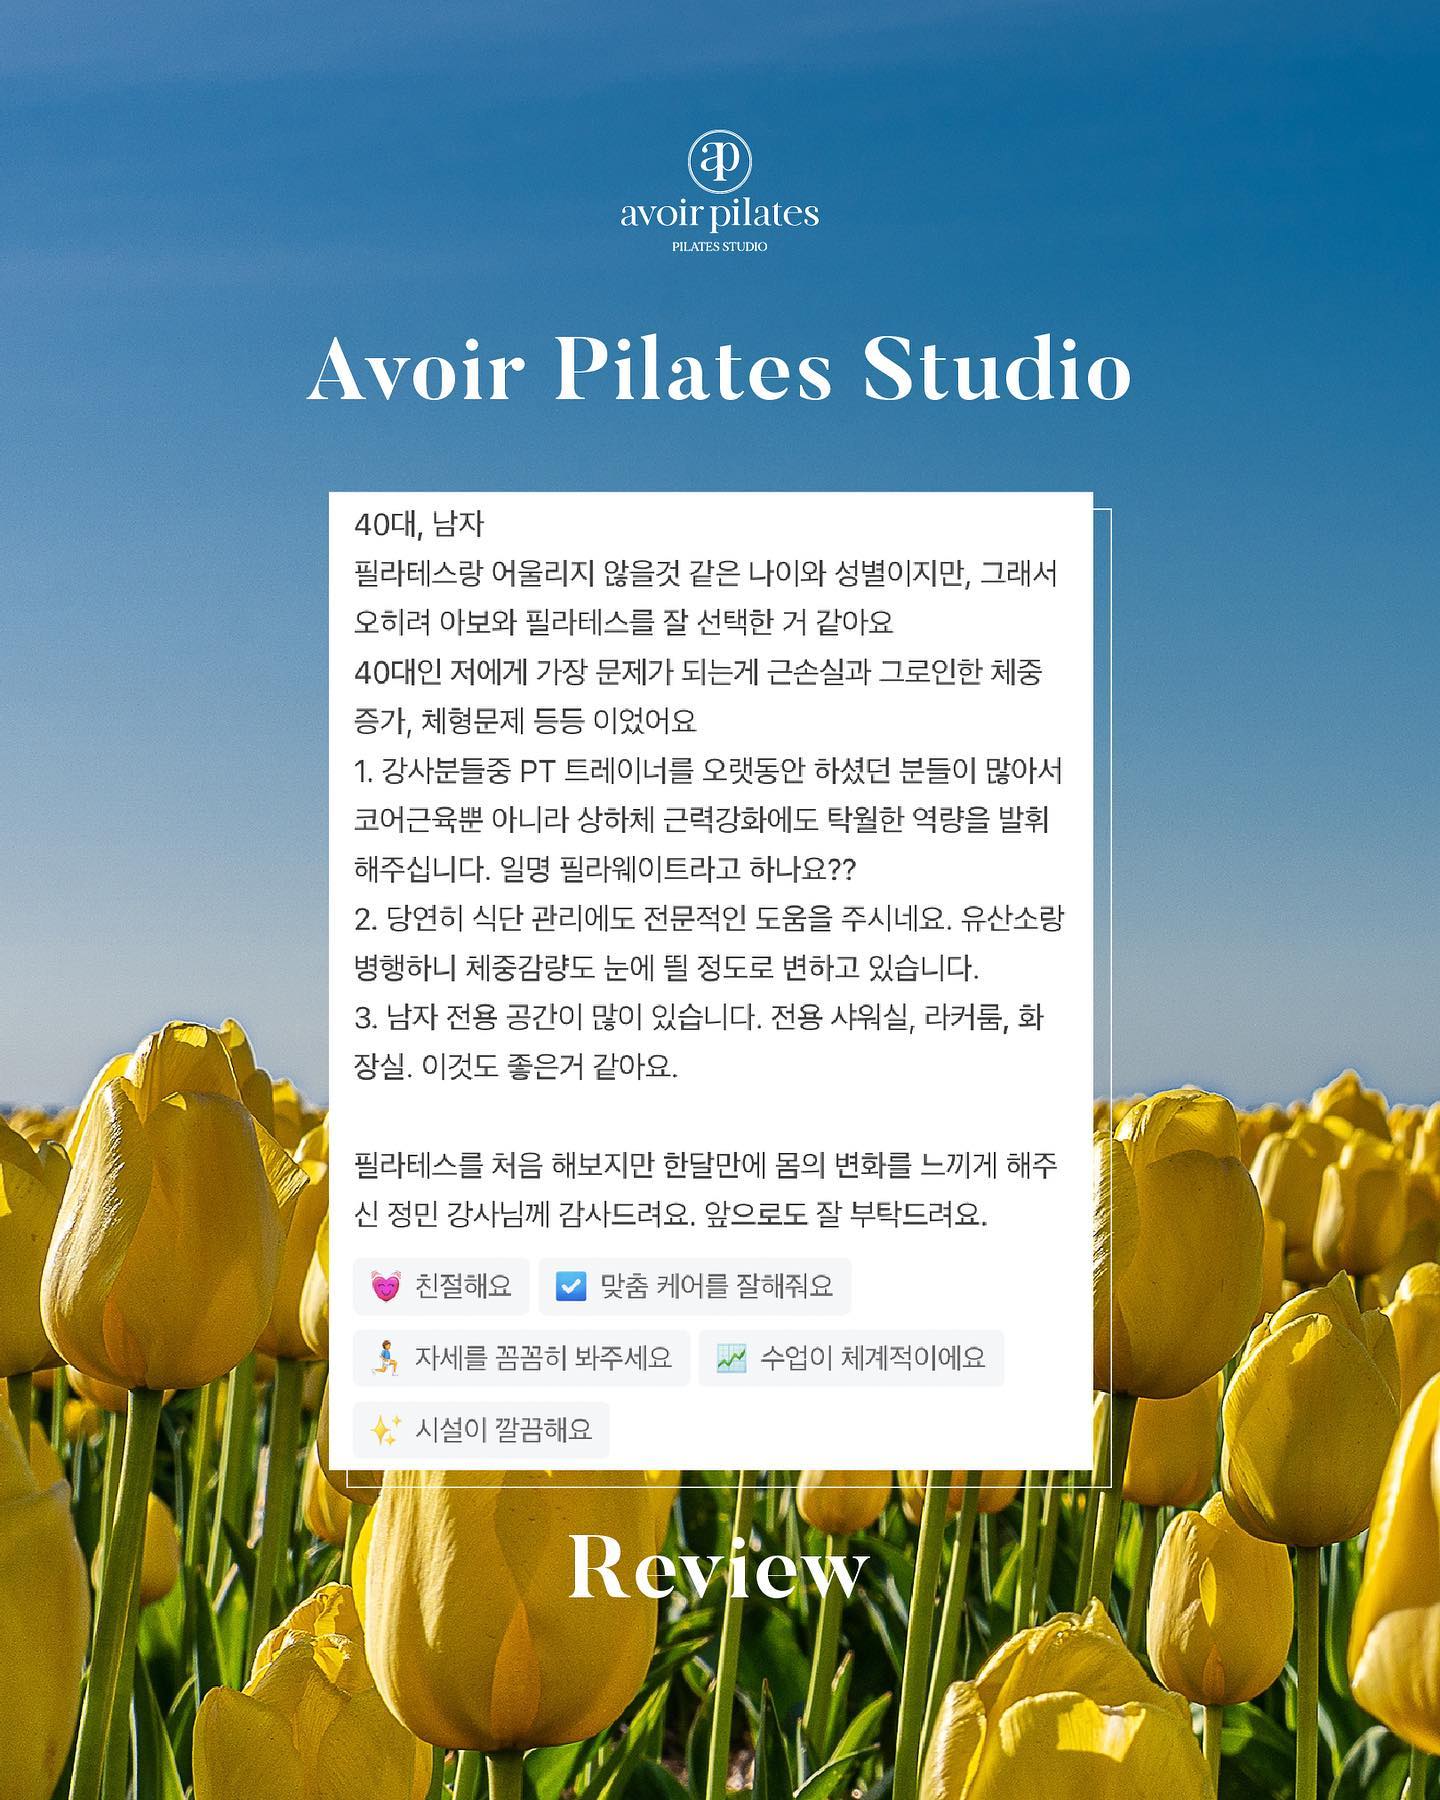 ap
avoir pilates
PILATES STUDIO
Avoir Pilates Studio
40대, 남자
필라테스랑 어울리지 않을것 같은 나이와 성별이지만, 그래서
오히려 아보와 필라테스를 잘 선택한 거 같아요
40대인 저에게 가장 문제가 되는게 근손실과 그로인한 체중
증가, 체형문제 등등 이었어요
1. 강사분들중 PT 트레이너를 오랫동안 하셨던 분들이 많아서
코어근육뿐 아니라 상하체 근력강화에도 탁월한 역량을 발휘
해주십니다. 일명 필라웨이트라고 하나요??
2. 당연히 식단 관리에도 전문적인 도움을 주시네요. 유산소랑
병행하니 체중감량도 눈에 띌 정도로 변하고 있습니다.
3. 남자 전용 공간이 많이 있습니다. 전용 샤워실, 라커룸, 화
장실. 이것도 좋은거 같아요.
필라테스를 처음 해보지만 한달만에 몸의 변화를 느끼게 해주
신 정민 강사님께 감사드려요. 앞으로도 잘 부탁드려요.
친절해요 맞춤 케어를 잘해줘요
자세를 꼼꼼히 봐주세요 수업이 체계적이에요
시설이 깔끔해요
Review